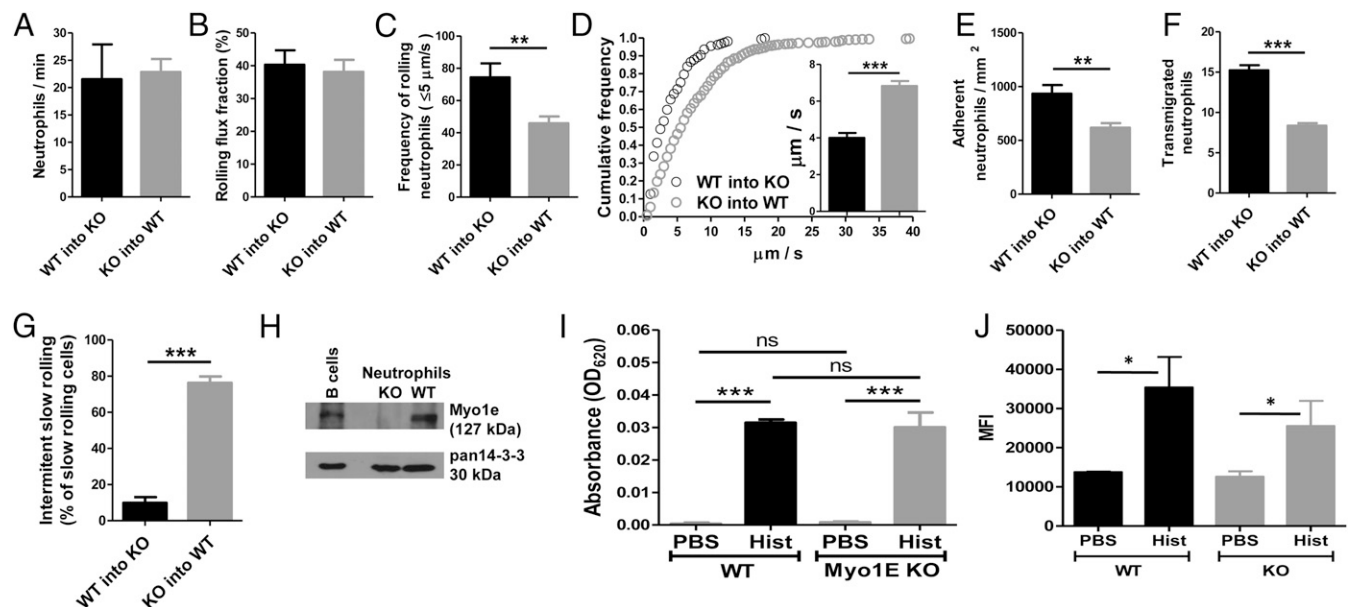 A
Neutrophils / min
30
25
20
15
10
5
0
WT into KO
KO into WT
B
Rolling flux fraction (%)
60
50
40
30
20
10
0
WT into KO
KO into WT
C
Frequency of rolling
neutrophils ( ≤5 μm/s )
**
100
80
60
40
20
0
WT into KO
KO into WT
D
Cumulative frequency
1.0
0.9
0.8
0.7
0.6
0.5
0.4
0.3
0.2
0.1
0.0
0
5
10
15
20
25
30
35
40
μm / s
WT into KO
KO into WT
μm / s
***
8
6
4
2
0
E
Adherent
neutrophils / mm2
**
1500
1000
500
0
WT into KO
KO into WT
F
Transmigrated
neutrophils
***
20
15
10
5
0
WT into KO
KO into WT
G
Intermitent slow rolling
(% of slow rolling cells)
***
100
80
60
40
20
0
WT into KO
KO into WT
H
B cells
Neutrophils
KO WT
Myo1e
(127 kDa)
pan14-3-3
30 kDa
I
Absorbance (OD620)
0.06
0.05
0.04
0.03
0.02
0.01
0.00
ns
ns
***
***
PBS Hist PBS Hist
WT Myo1E KO
J
MFI
50000
40000
30000
20000
10000
0
*
*
PBS Hist PBS Hist
WT KO